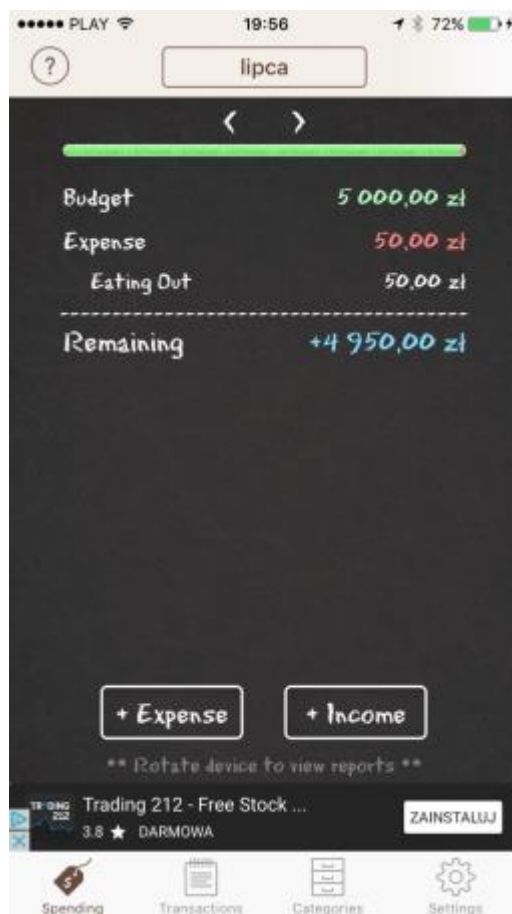 PLAY 19:56 72%
? lipca
Budget 5 000,00 zł
Expense 50,00 zł
Eating Out 50,00 zł
Remaining +4 950,00 zł
+ Expense + Income
** Rotate device to view reports **
TRADING 212
Trading 212 - Free Stock ...
3.8 ★ DARMOWA
ZAINSTALUJ
Spending Transactions Categories Settings